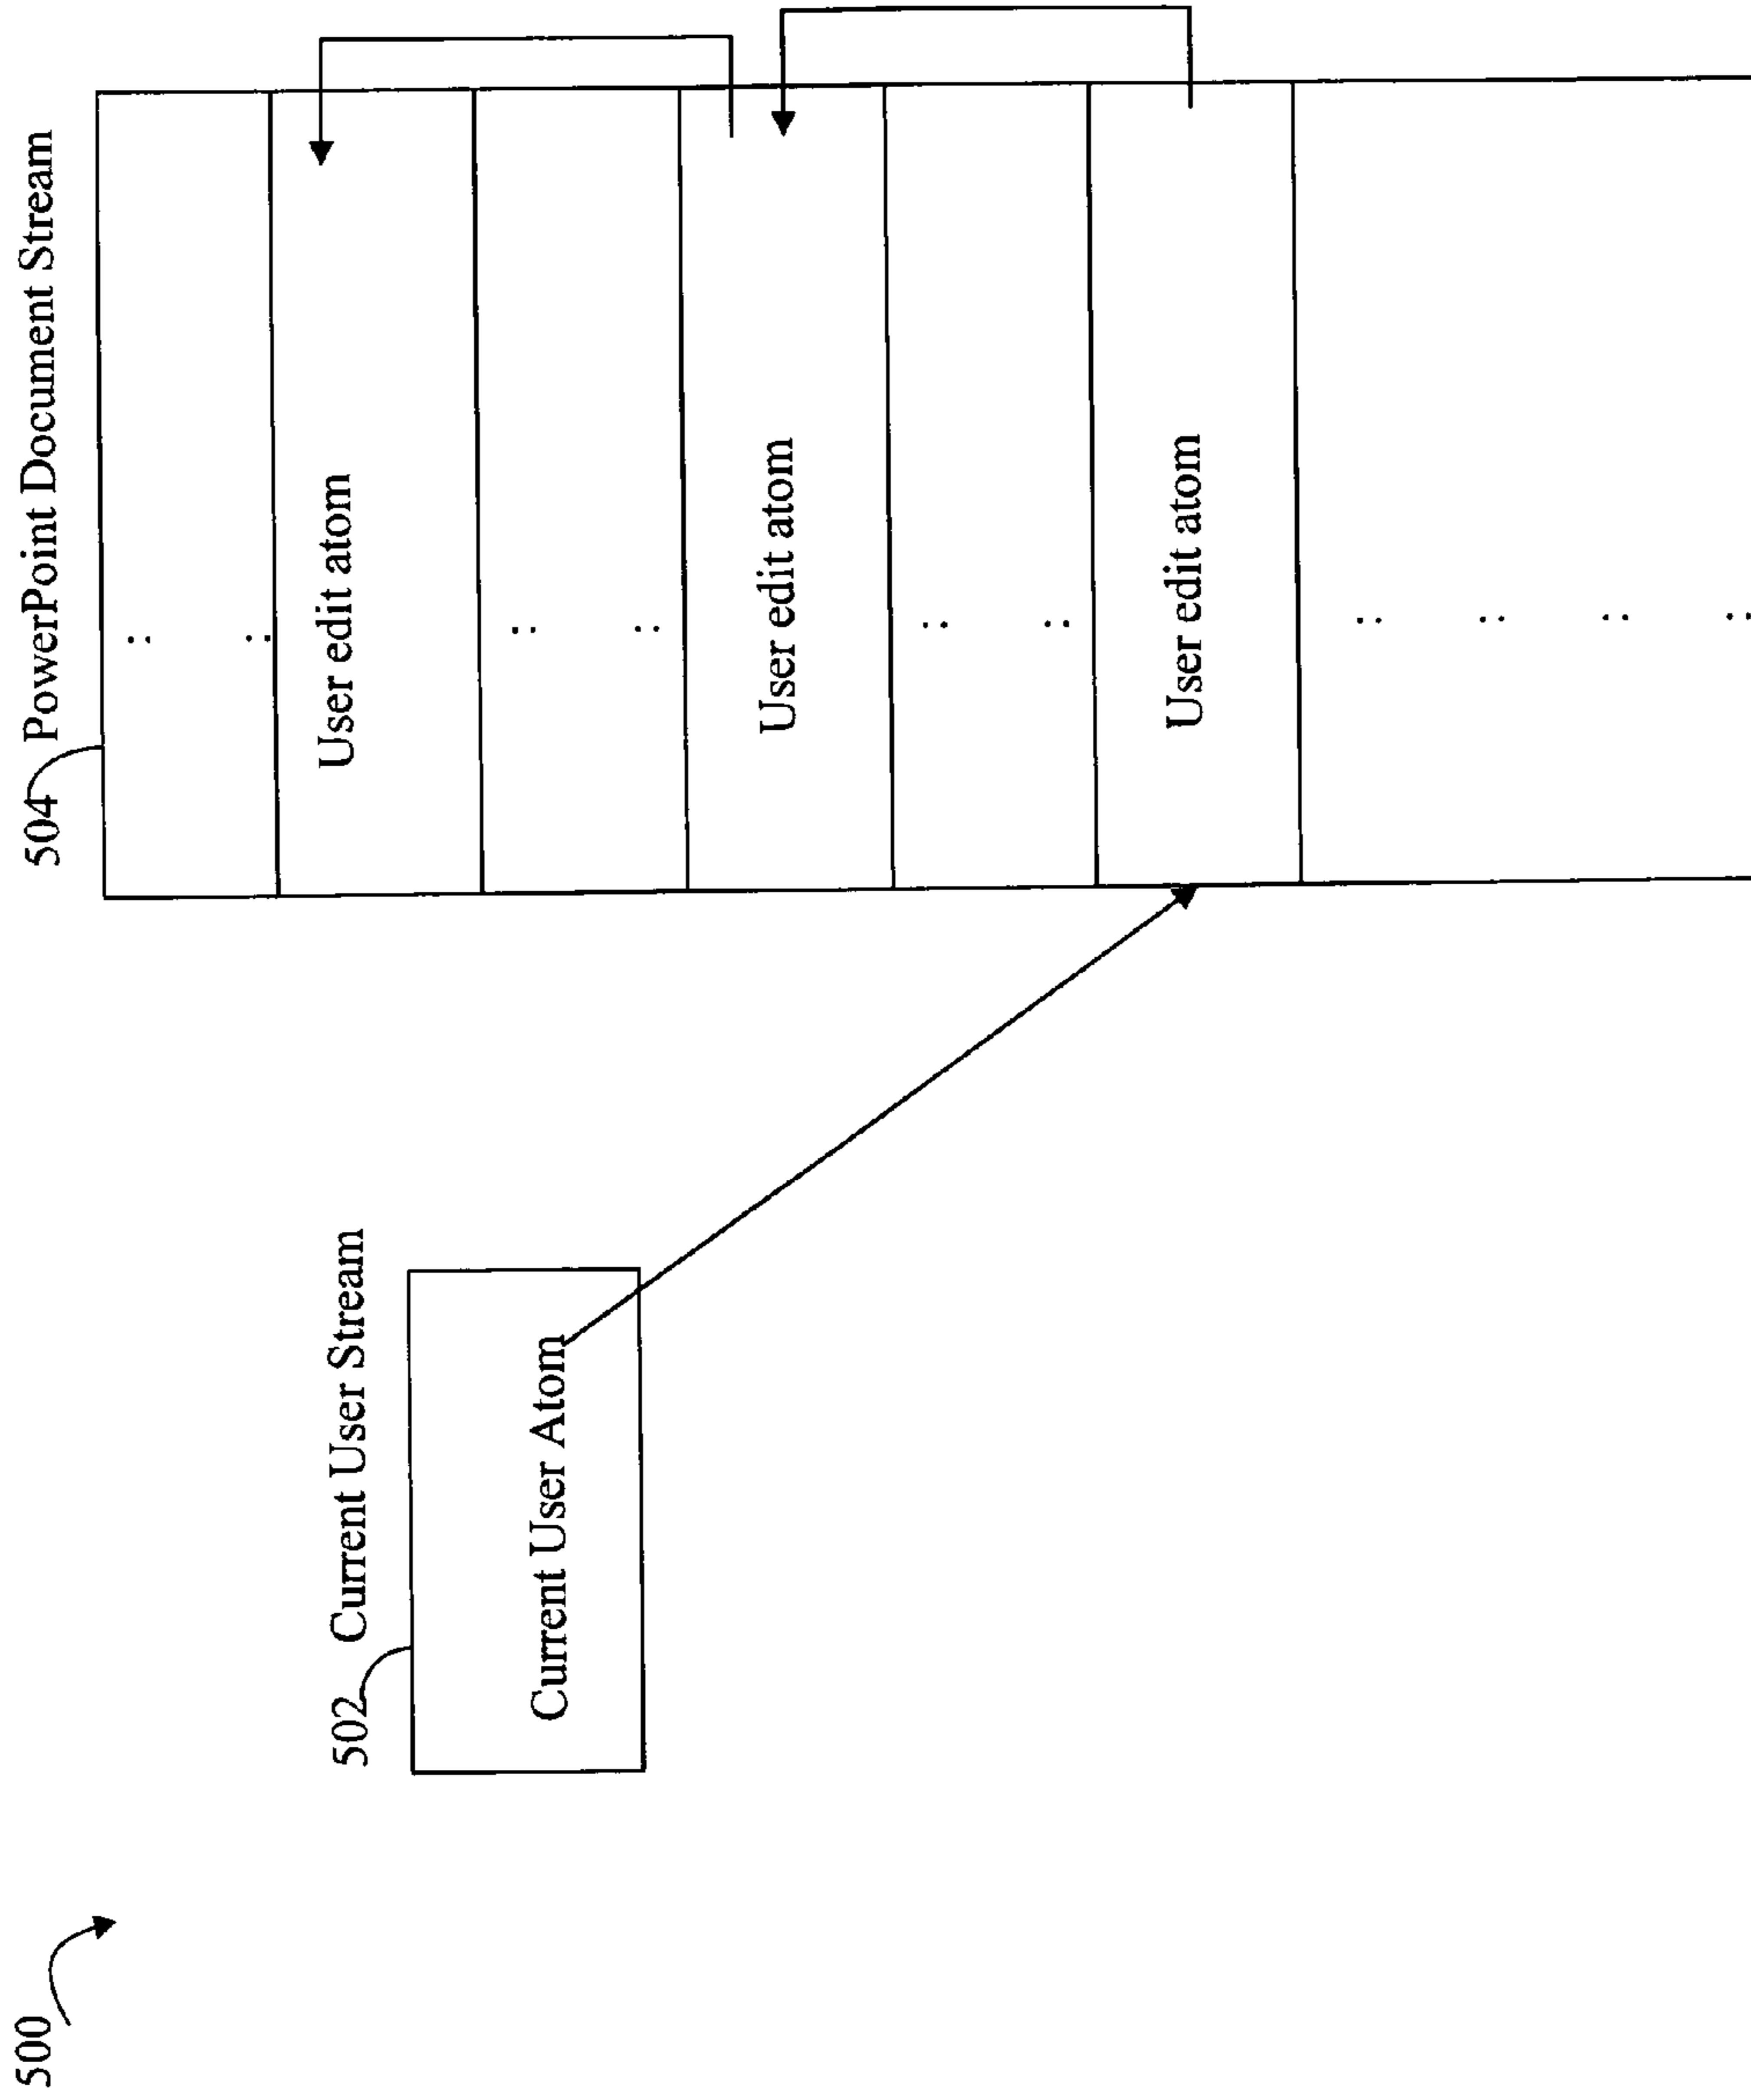 500
502 Current User Stream
Current User Atom
504 PowerPoint Document Stream
:
:
User edit atom
:
:
User edit atom
:
:
User edit atom
:
:
:
: